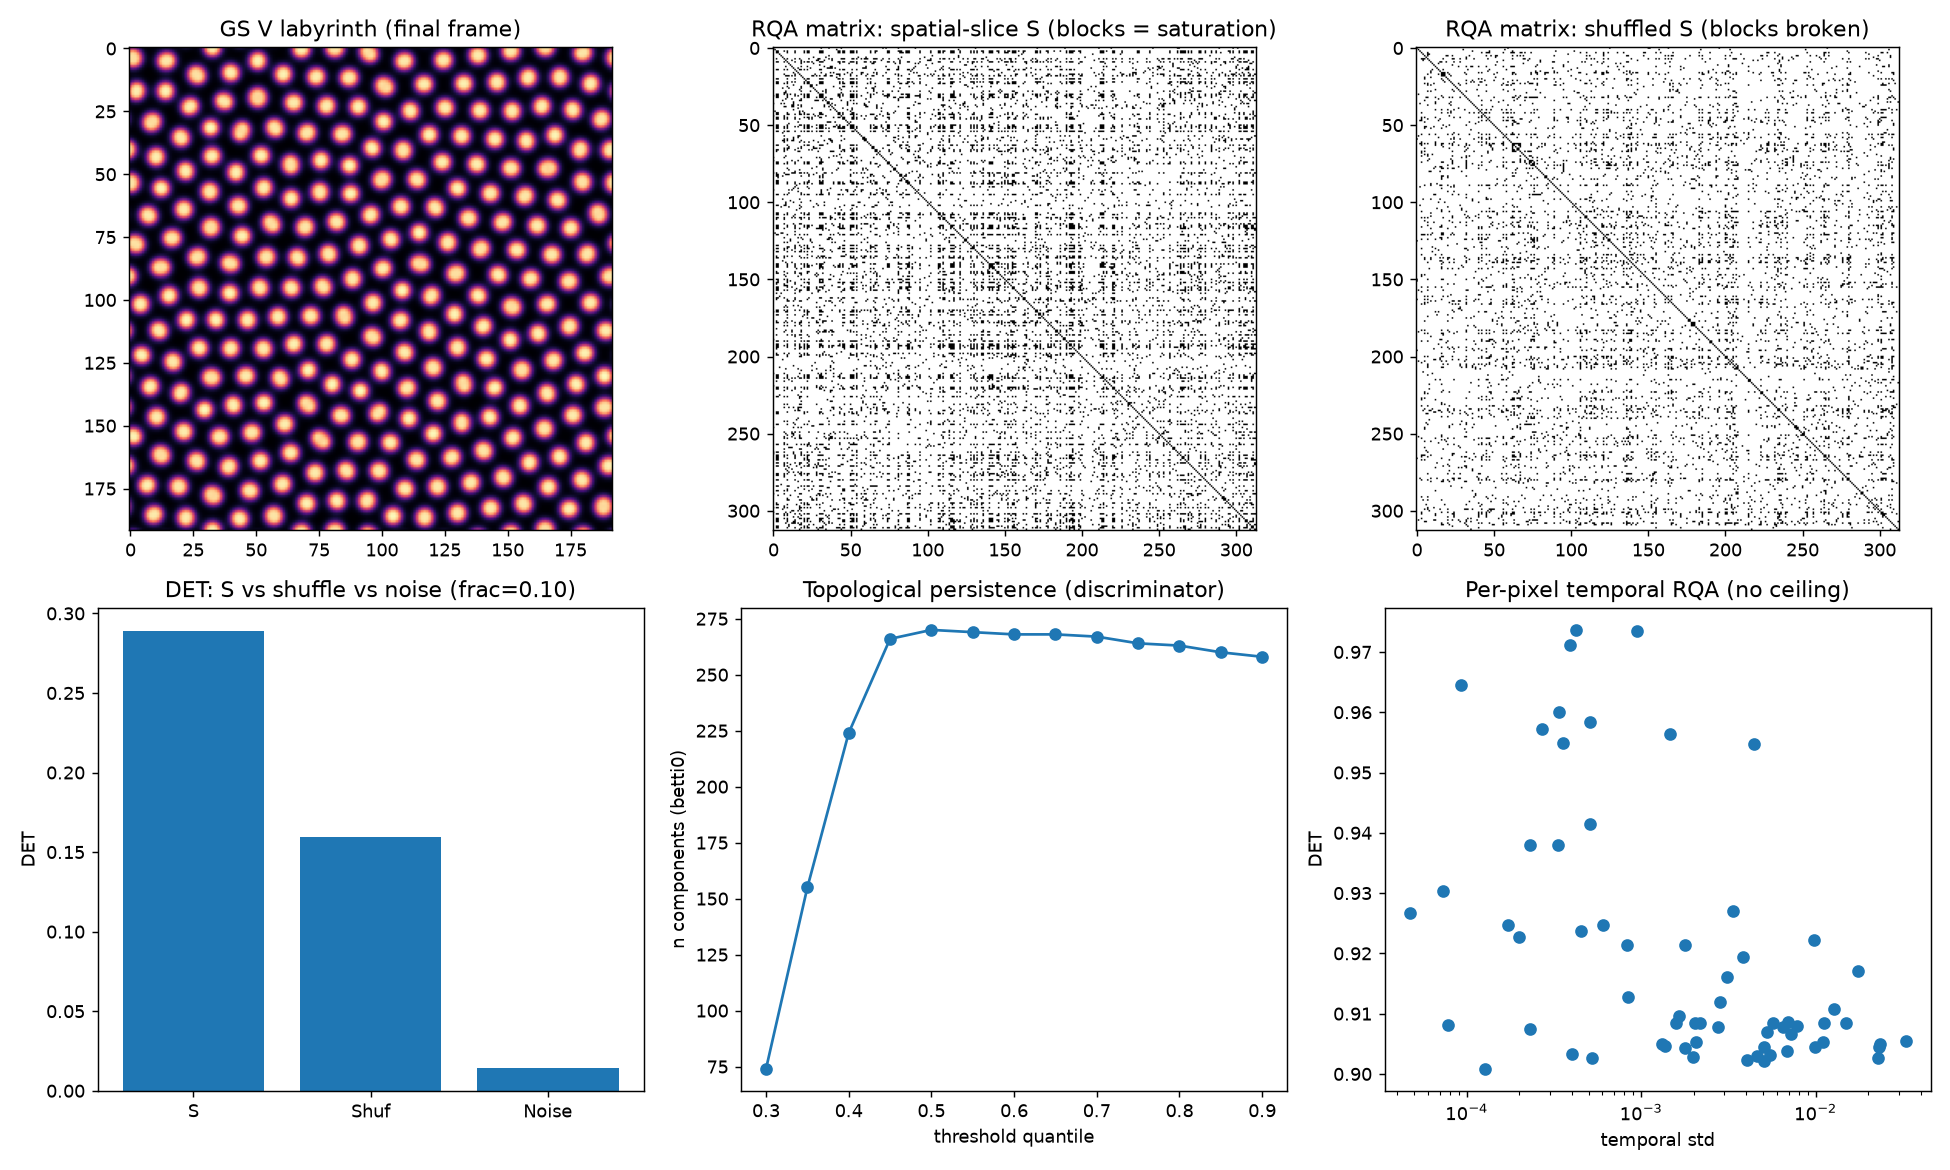 GS V labyrinth (final frame)
0
25
50
75
100
125
150
175
0 25 50 75 100 125 150 175
RQA matrix: spatial-slice S (blocks = saturation)
0
50
100
150
200
250
300
0 50 100 150 200 250 300
RQA matrix: shuffled S (blocks broken)
0
50
100
150
200
250
300
0 50 100 150 200 250 300
DET: S vs shuffle vs noise (frac=0.10)
DET
0.30
0.25
0.20
0.15
0.10
0.05
0.00
S Shuf Noise
Topological persistence (discriminator)
n components (betti0)
275
250
225
200
175
150
125
100
75
0.3 0.4 0.5 0.6 0.7 0.8 0.9
threshold quantile
Per-pixel temporal RQA (no ceiling)
DET
0.97
0.96
0.95
0.94
0.93
0.92
0.91
0.90
10⁻⁴ 10⁻³ 10⁻²
temporal std